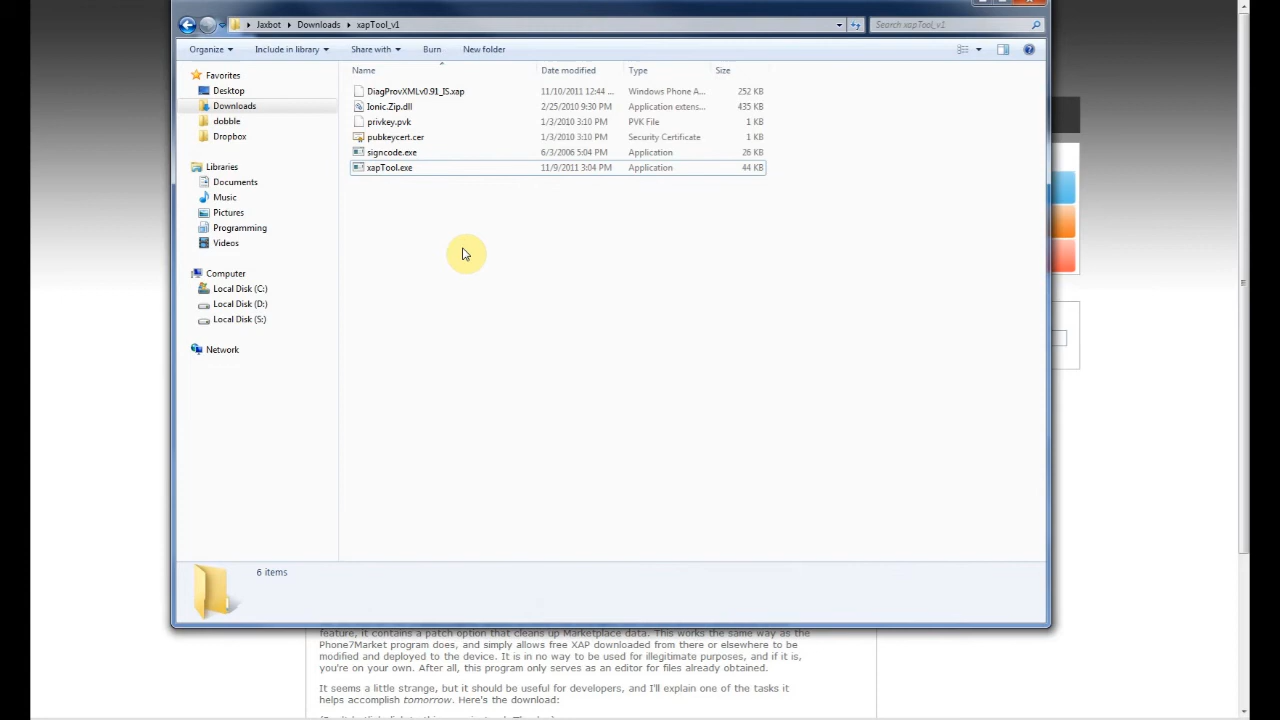 Jaxbot Downloads xapTool_v1 Search xapTool_v1
Organize Include in library Share with Burn New folder
Name Date modified Type Size
Favorites
Desktop
Downloads
dobble
Dropbox
Libraries
Documents
Music
Pictures
Programming
Videos
Computer
Local Disk (C:)
Local Disk (D:)
Local Disk (S:)
Network
DiagProvXMLv0.91_IS.xap 11/10/2011 12:44 ... Windows Phone A... 252 KB
Ionic.Zip.dll 2/25/2010 9:30 PM Application extens... 435 KB
privkey.pvk 1/3/2010 3:10 PM PVK File 1 KB
pubkeycert.cer 1/3/2010 3:10 PM Security Certificate 1 KB
signcode.exe 6/3/2006 5:04 PM Application 26 KB
xapTool.exe 11/9/2011 3:04 PM Application 44 KB
6 items
feature, it contains a patch option that cleans up Marketplace data. This works the same way as the
Phone7Market program does, and simply allows free XAP downloaded from there or elsewhere to be
modified and deployed to the device. It is in no way to be used for illegitimate purposes, and if it is,
you're on your own. After all, this program only serves as an editor for files already obtained.
It seems a little strange, but it should be useful for developers, and I'll explain one of the tasks it
helps accomplish tomorrow. Here's the download: